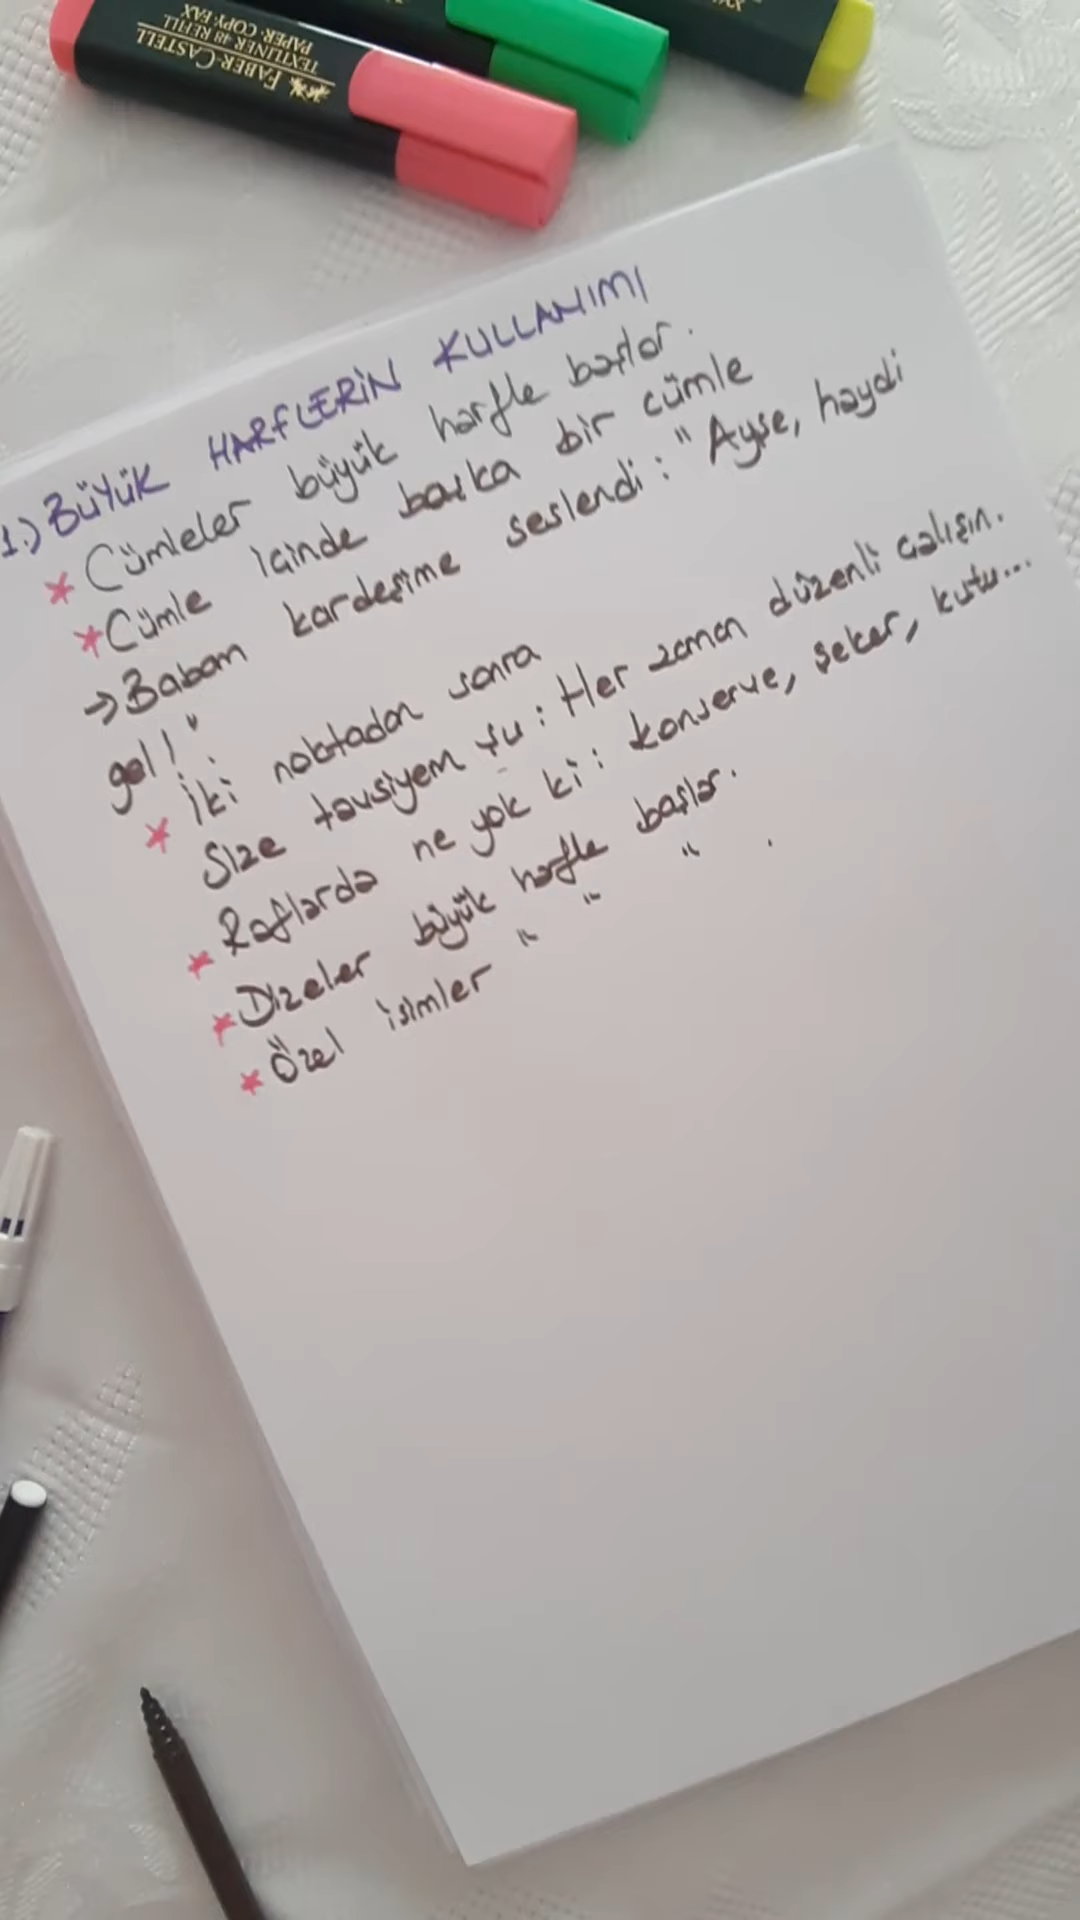 FABER-CASTELL
TEXTLINER 48 REFILL
PAPER·COPY·FAX
1.) BÜYÜK HARFLERİN KULLANIMI
* Cümleler büyük harfle başlar.
* Cümle içinde başka bir cümle
→ Babam kardeşime seslendi: "Ayşe, haydi
gel!"
* İki noktadan sonra
Size tavsiyem şu: Her zaman düzenli çalışın.
* Raflarda ne yok ki: konserve, şeker, kutu...
* Dizeler büyük harfle başlar.
* Özel isimler " " " .